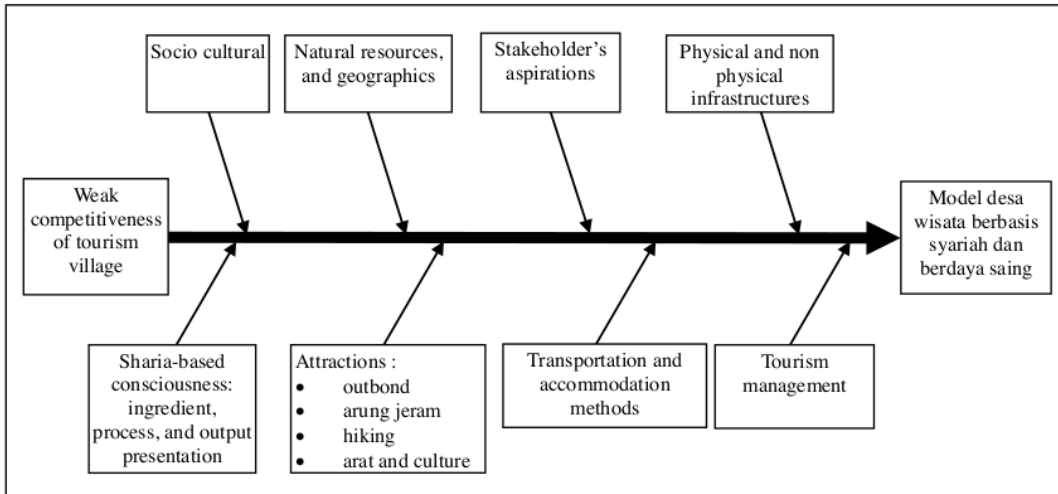 Socio cultural
Natural resources,
and geographics
Stakeholder's
aspirations
Physical and non
physical
infrastructures
Weak
competitiveness
of tourism
village
Model desa
wisata berbasis
syariah dan
berdaya saing
Sharia-based
consciousness:
ingredient,
process, and output
presentation
Attractions :
• outbond
• arung jeram
• hiking
• arat and culture
Transportation and
accommodation
methods
Tourism
management